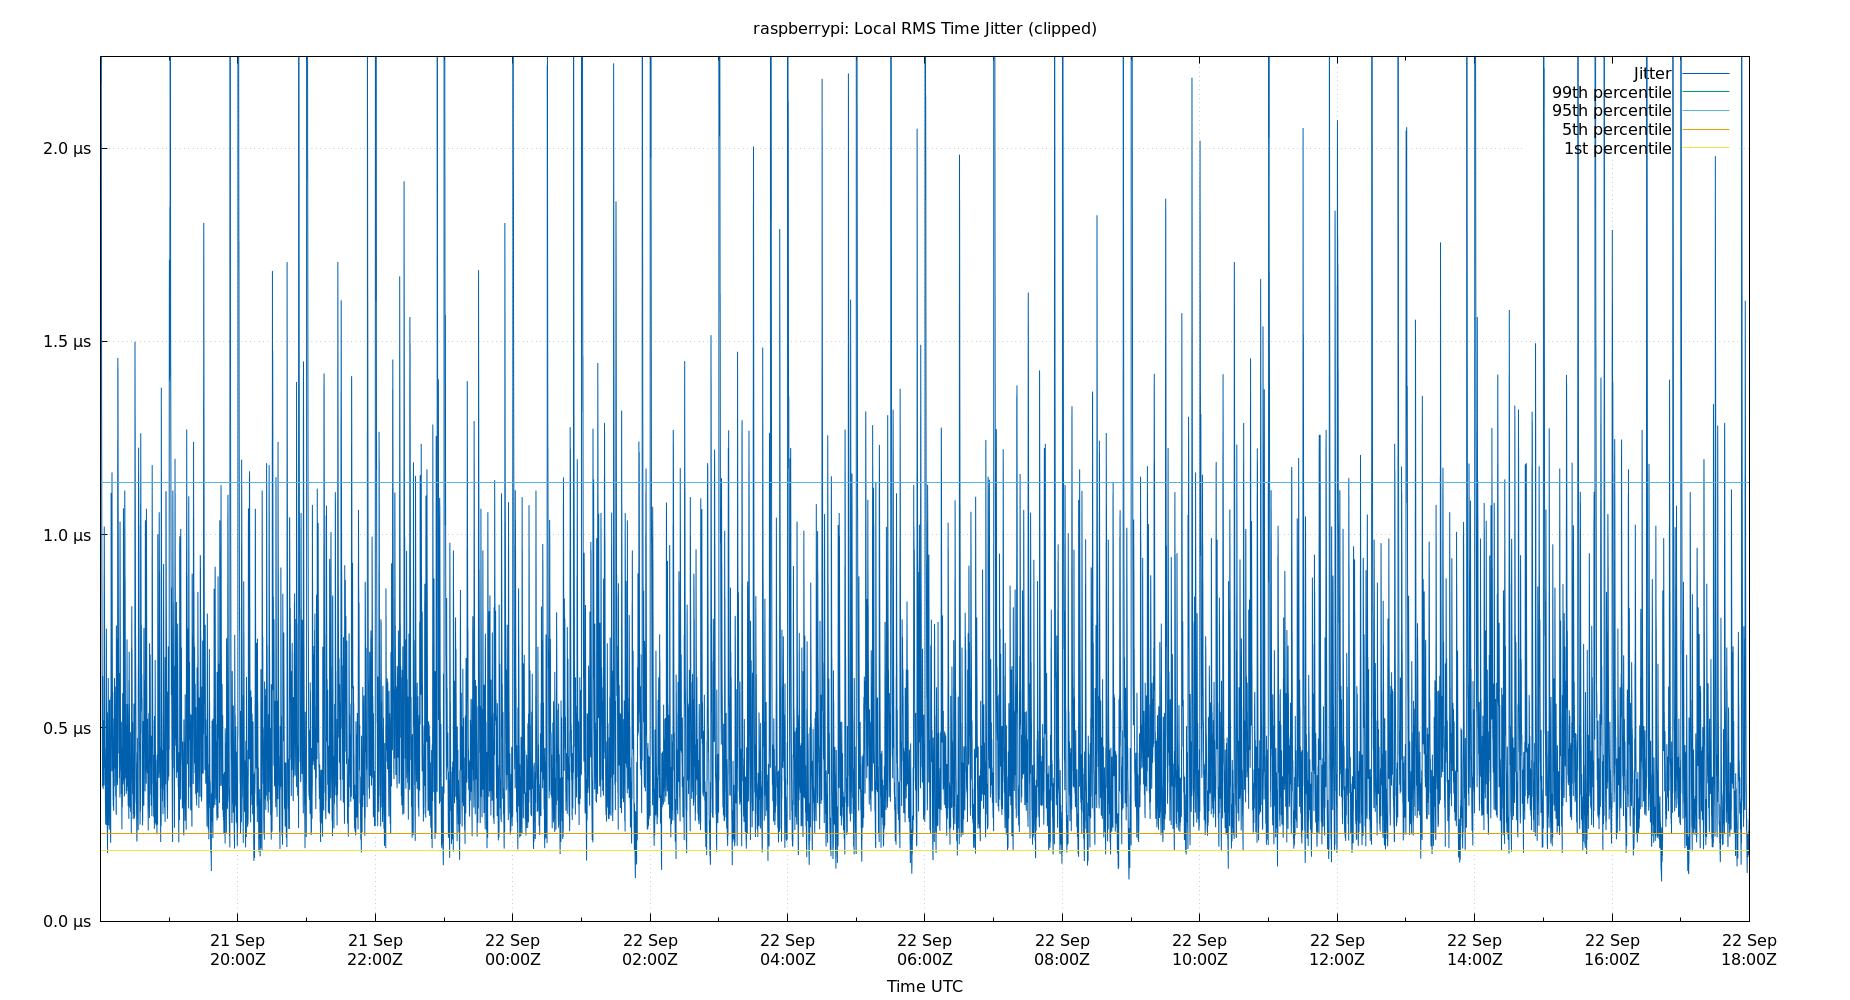 raspberrypi: Local RMS Time Jitter (clipped)
Jitter
99th percentile
95th percentile
5th percentile
1st percentile
2.0 μs
1.5 μs
1.0 μs
0.5 μs
0.0 μs
21 Sep 21 Sep 22 Sep 22 Sep 22 Sep 22 Sep 22 Sep 22 Sep 22 Sep 22 Sep 22 Sep 22 Sep
20:00Z 22:00Z 00:00Z 02:00Z 04:00Z 06:00Z 08:00Z 10:00Z 12:00Z 14:00Z 16:00Z 18:00Z
Time UTC